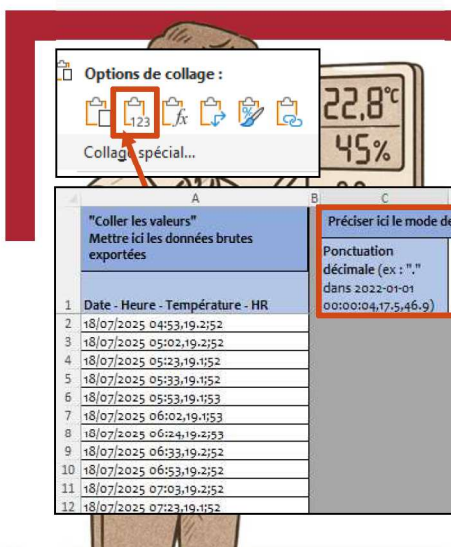 Options de collage :
123 fx
Collage spécial...
22,8°C
45%
A B C
"Coller les valeurs"
Mettre ici les données brutes
exportées
Préciser ici le mode de
Ponctuation
décimale (ex : "."
dans 2022-01-01
00:00:04,17.5,46.9)
1 Date - Heure - Température - HR
2 18/07/2025 04:53,19.2;52
3 18/07/2025 05:02,19.2;52
4 18/07/2025 05:23,19.1;52
5 18/07/2025 05:33,19.1;52
6 18/07/2025 05:53,19.1;53
7 18/07/2025 06:02,19.1;53
8 18/07/2025 06:24,19.2;53
9 18/07/2025 06:33,19.2;52
10 18/07/2025 06:53,19.2;52
11 18/07/2025 07:03,19.2;52
12 18/07/2025 07:23,19.1;52